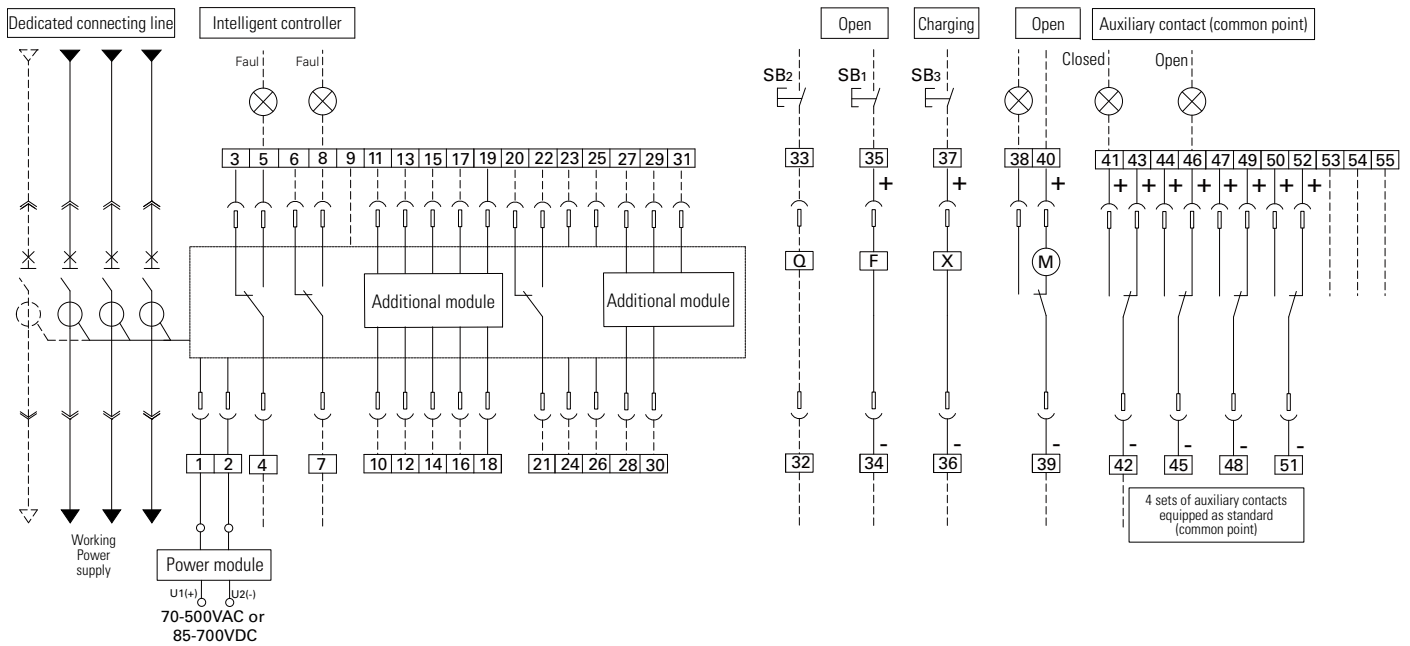 Dedicated connecting line
Intelligent controller
Open
Charging
Open
Auxiliary contact (common point)
Faul
Faul
Closed
Open
SB2
SB1
SB3
3 5 6 8 9 11 13 15 17 19 20 22 23 25 27 29 31
33
35
37
38 40
41 43 44 46 47 49 50 52 53 54 55
+
+
+
+ + + + + +
Q
F
X
M
Additional module
Additional module
-
-
-
- - - -
1 2
4
7
10 12 14 16 18
21 24 26 28 30
32
34
36
39
42
45
48
51
4 sets of auxiliary contacts
equipped as standard
(common point)
Working
Power
supply
Power module
U1(+)
U2(-)
70-500VAC or
85-700VDC